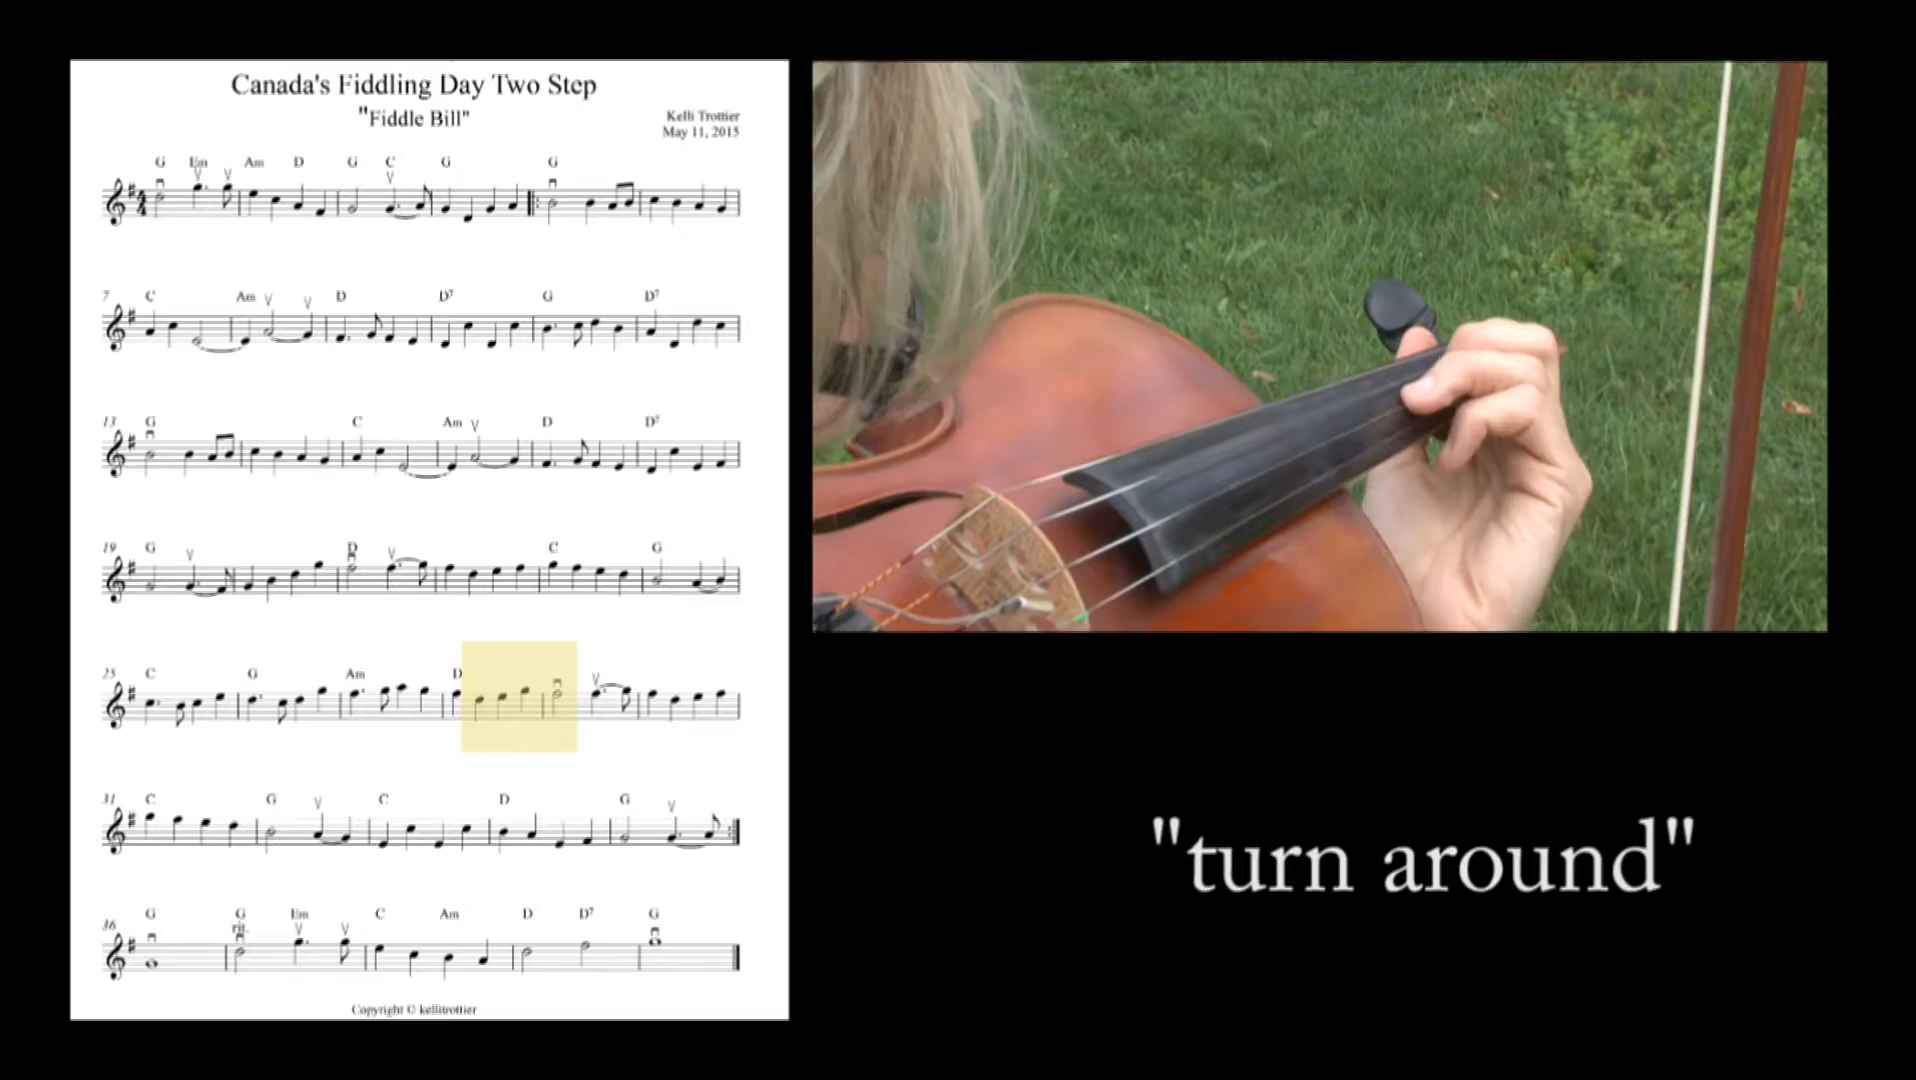 Canada's Fiddling Day Two Step
"Fiddle Bill"
Kelli Trottier
May 11, 2015
G Em Am D G C G G
7 C Am D D7 G D7
13 G C Am D D7
19 G D C G
25 C G Am D
31 C G C D G
36 G G Em C Am D D7 G
rit.
Copyright © kellitrottier
"turn around"